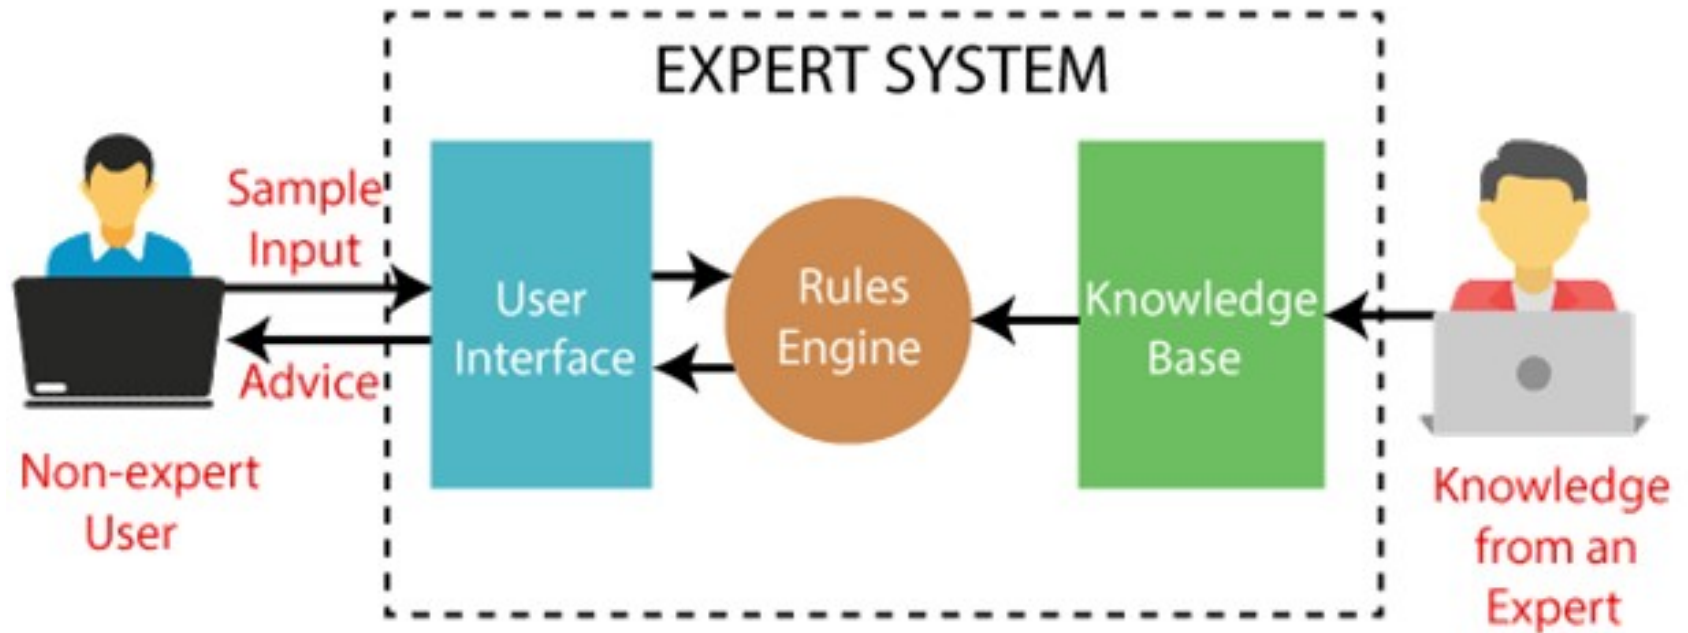 EXPERT SYSTEM
Sample
Input
Advice
Non-expert
User
User
Interface
Rules
Engine
Knowledge
Base
Knowledge
from an
Expert